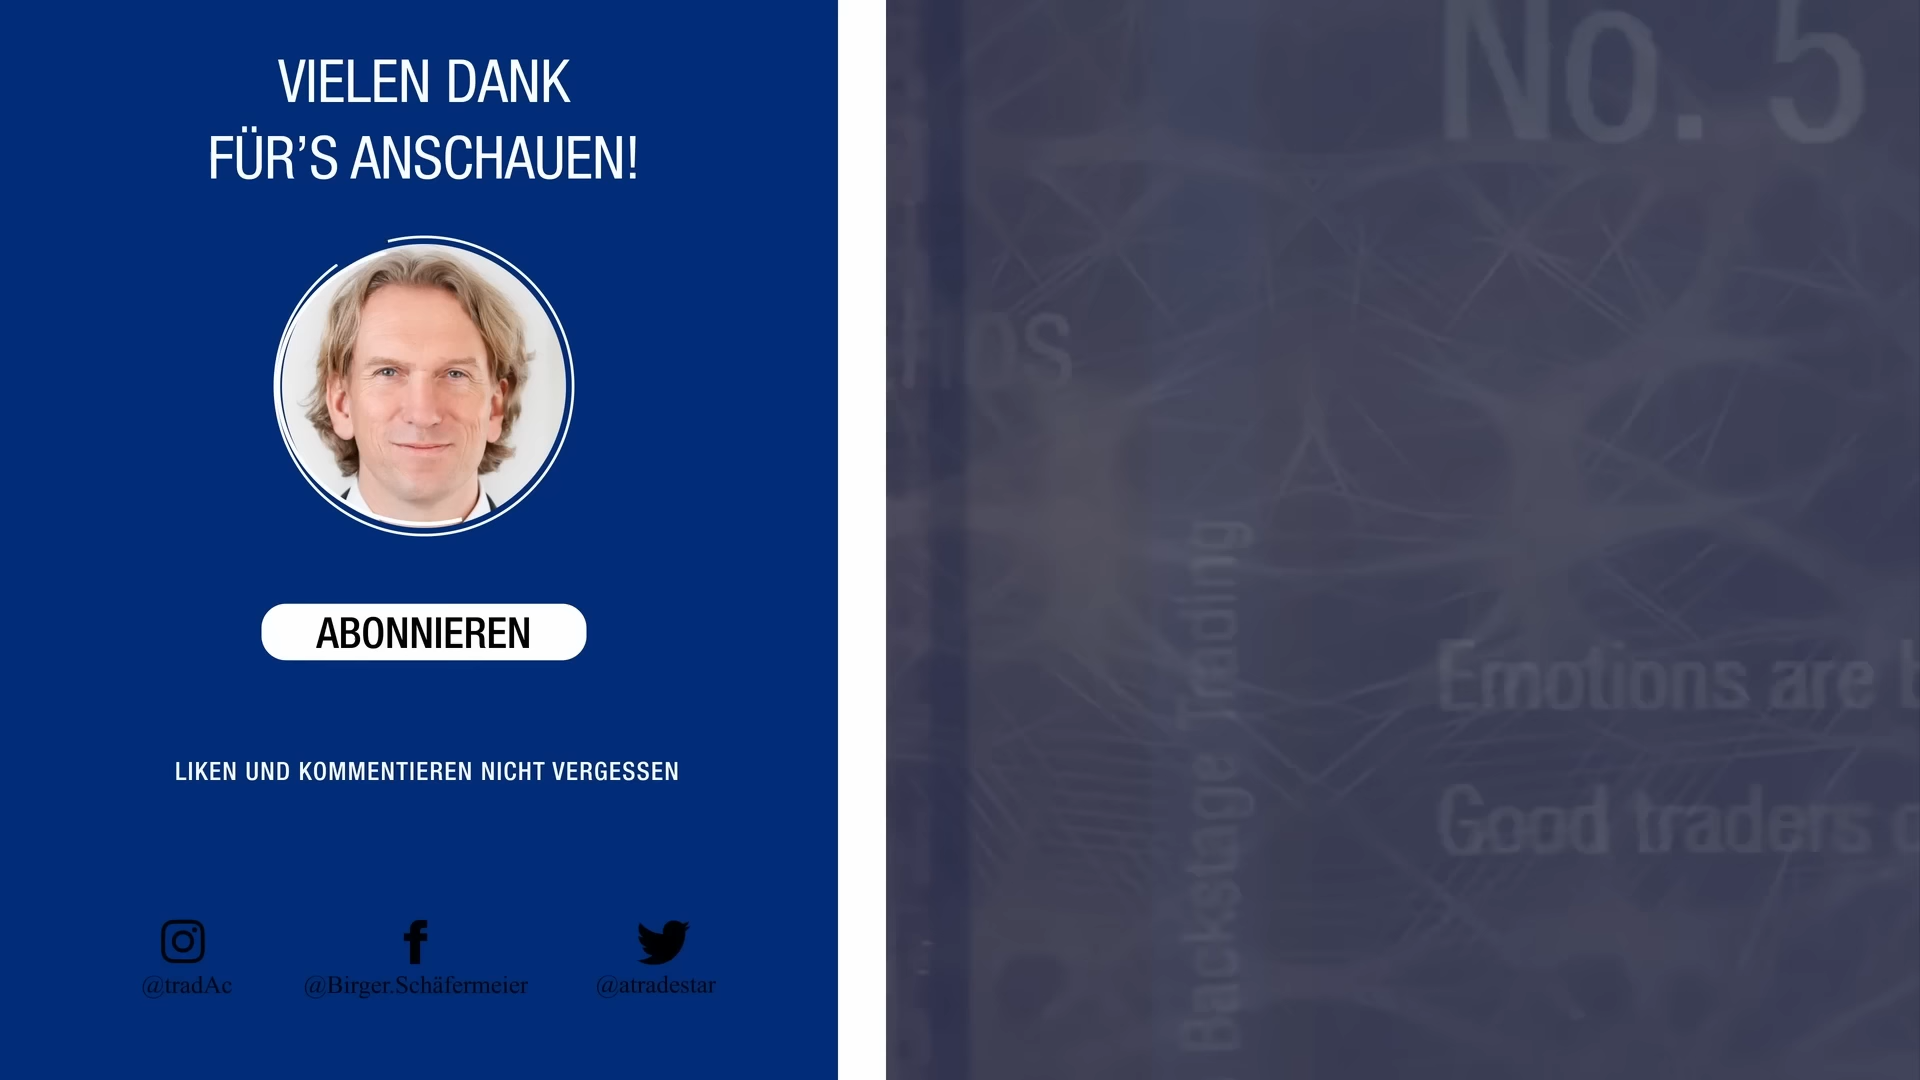 VIELEN DANK
FÜR’S ANSCHAUEN!
ABONNIEREN
LIKEN UND KOMMENTIEREN NICHT VERGESSEN
@tradAc
@Birger.Schäfermeier
@atradestar
No. 5
Backstage Trading
Emotions are
Good traders